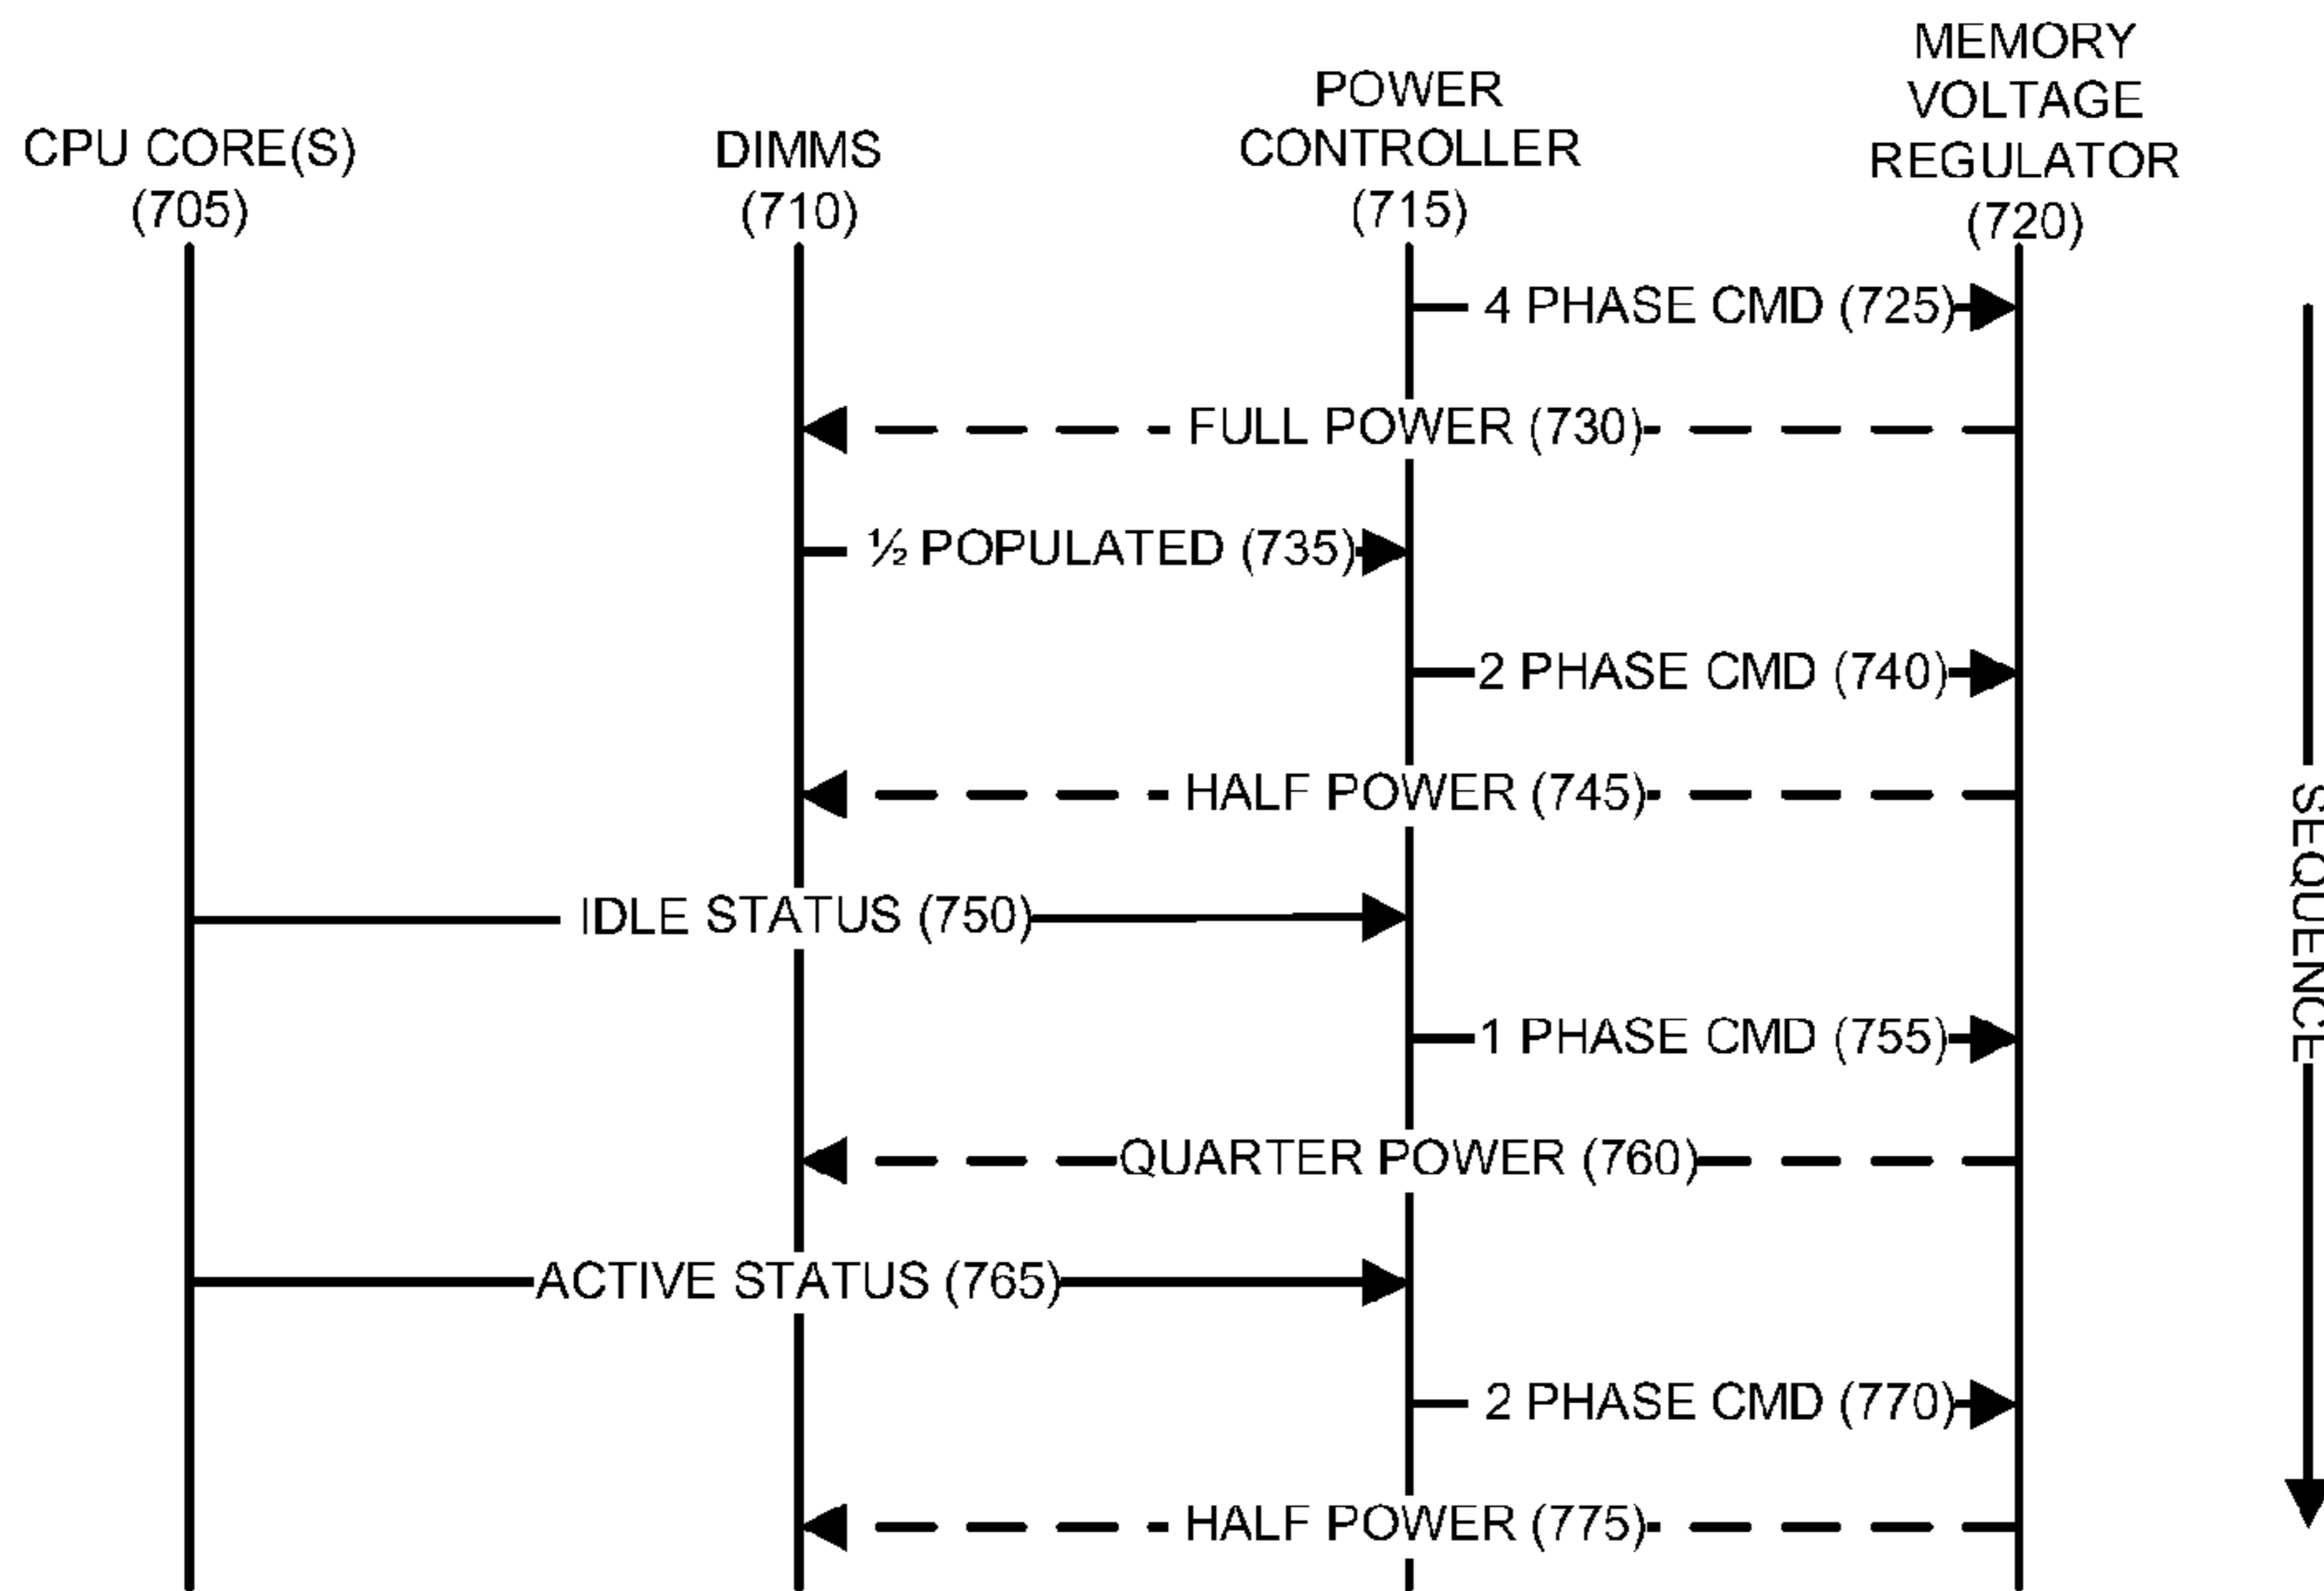 CPU CORE(S)
(705)
DIMMS
(710)
POWER
CONTROLLER
(715)
MEMORY
VOLTAGE
REGULATOR
(720)
4 PHASE CMD (725)
FULL POWER (730)
½ POPULATED (735)
2 PHASE CMD (740)
HALF POWER (745)
IDLE STATUS (750)
1 PHASE CMD (755)
QUARTER POWER (760)
ACTIVE STATUS (765)
2 PHASE CMD (770)
HALF POWER (775)
SEQUENCE